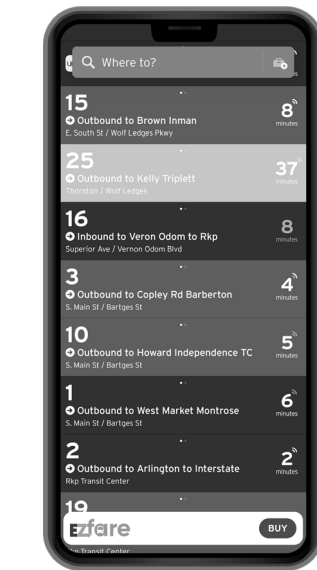 Where to?
15
8
Outbound to Brown Inman
minutes
E. South St / Wolf Ledges Pkwy
25
37
Outbound to Kelly Triplett
minutes
Thornton / Wolf Ledges
16
8
Inbound to Veron Odom to Rkp
minutes
Superior Ave / Vernon Odom Blvd
3
4
Outbound to Copley Rd Barberton
minutes
S. Main St / Bartges St
10
5
Outbound to Howard Independence TC
minutes
S. Main St / Bartges St
1
6
Outbound to West Market Montrose
minutes
S. Main St / Bartges St
2
2
Outbound to Arlington to Interstate
minutes
Rkp Transit Center
19
EZfare
BUY
Transit Center